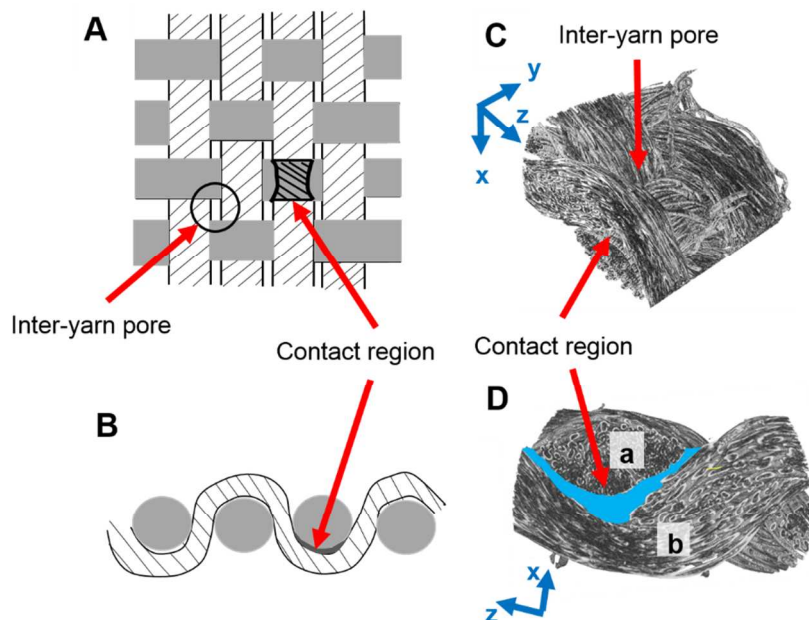 A
Inter-yarn pore
Contact region
B
C
Inter-yarn pore
y
z
x
Contact region
D
a
b
x
z